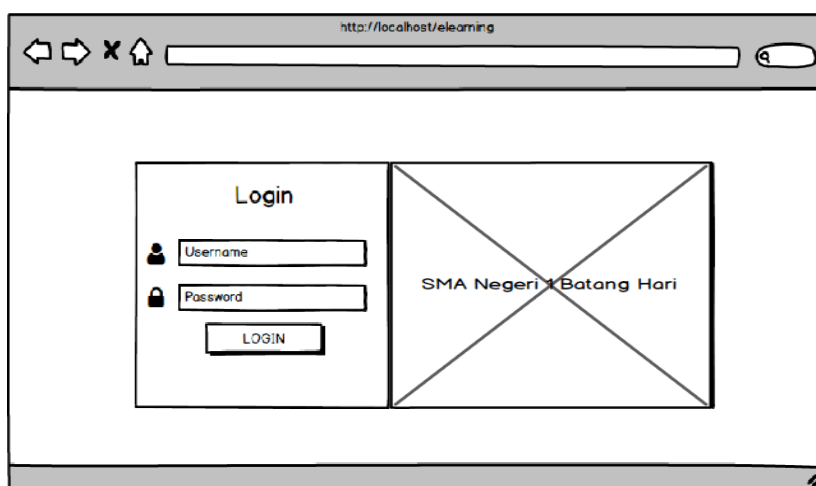 http://localhost/elearning
Login
Username
Password
LOGIN
SMA Negeri 1 Batang Hari